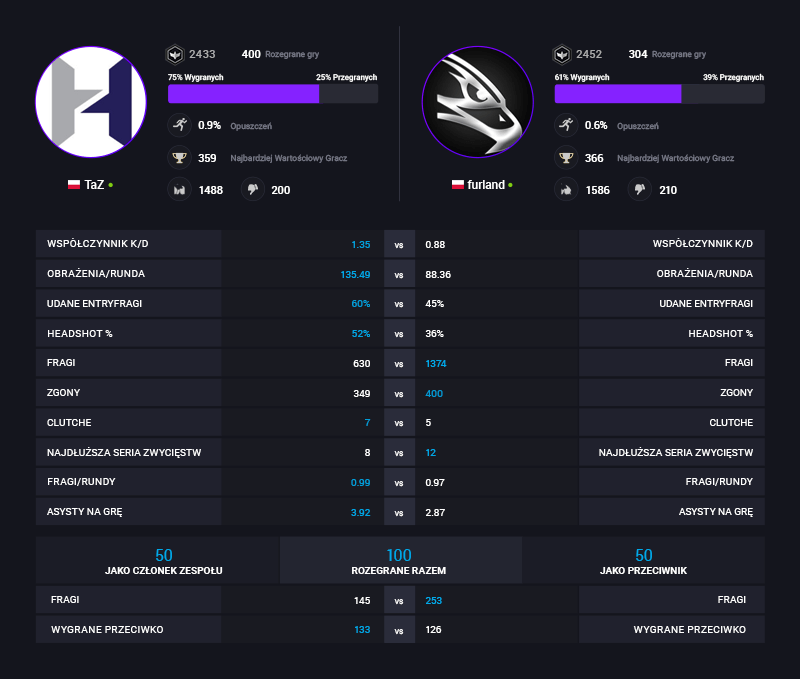 2433 400 Rozegrane gry
75% Wygranych 25% Przegranych
0.9% Opuszczeń
359 Najbardziej Wartościowy Gracz
TaZ 1488 200
2452 304 Rozegrane gry
61% Wygranych 39% Przegranych
0.6% Opuszczeń
366 Najbardziej Wartościowy Gracz
furland 1586 210
WSPÓŁCZYNNIK K/D 1.35 vs 0.88 WSPÓŁCZYNNIK K/D
OBRAŻENIA/RUNDA 135.49 vs 88.36 OBRAŻENIA/RUNDA
UDANE ENTRYFRAGI 60% vs 45% UDANE ENTRYFRAGI
HEADSHOT % 52% vs 36% HEADSHOT %
FRAGI 630 vs 1374 FRAGI
ZGONY 349 vs 400 ZGONY
CLUTCHE 7 vs 5 CLUTCHE
NAJDŁUŻSZA SERIA ZWYCIĘSTW 8 vs 12 NAJDŁUŻSZA SERIA ZWYCIĘSTW
FRAGI/RUNDY 0.99 vs 0.97 FRAGI/RUNDY
ASYSTY NA GRĘ 3.92 vs 2.87 ASYSTY NA GRĘ
50 100 50
JAKO CZŁONEK ZESPOŁU ROZEGRANE RAZEM JAKO PRZECIWNIK
FRAGI 145 vs 253 FRAGI
WYGRANE PRZECIWKO 133 vs 126 WYGRANE PRZECIWKO